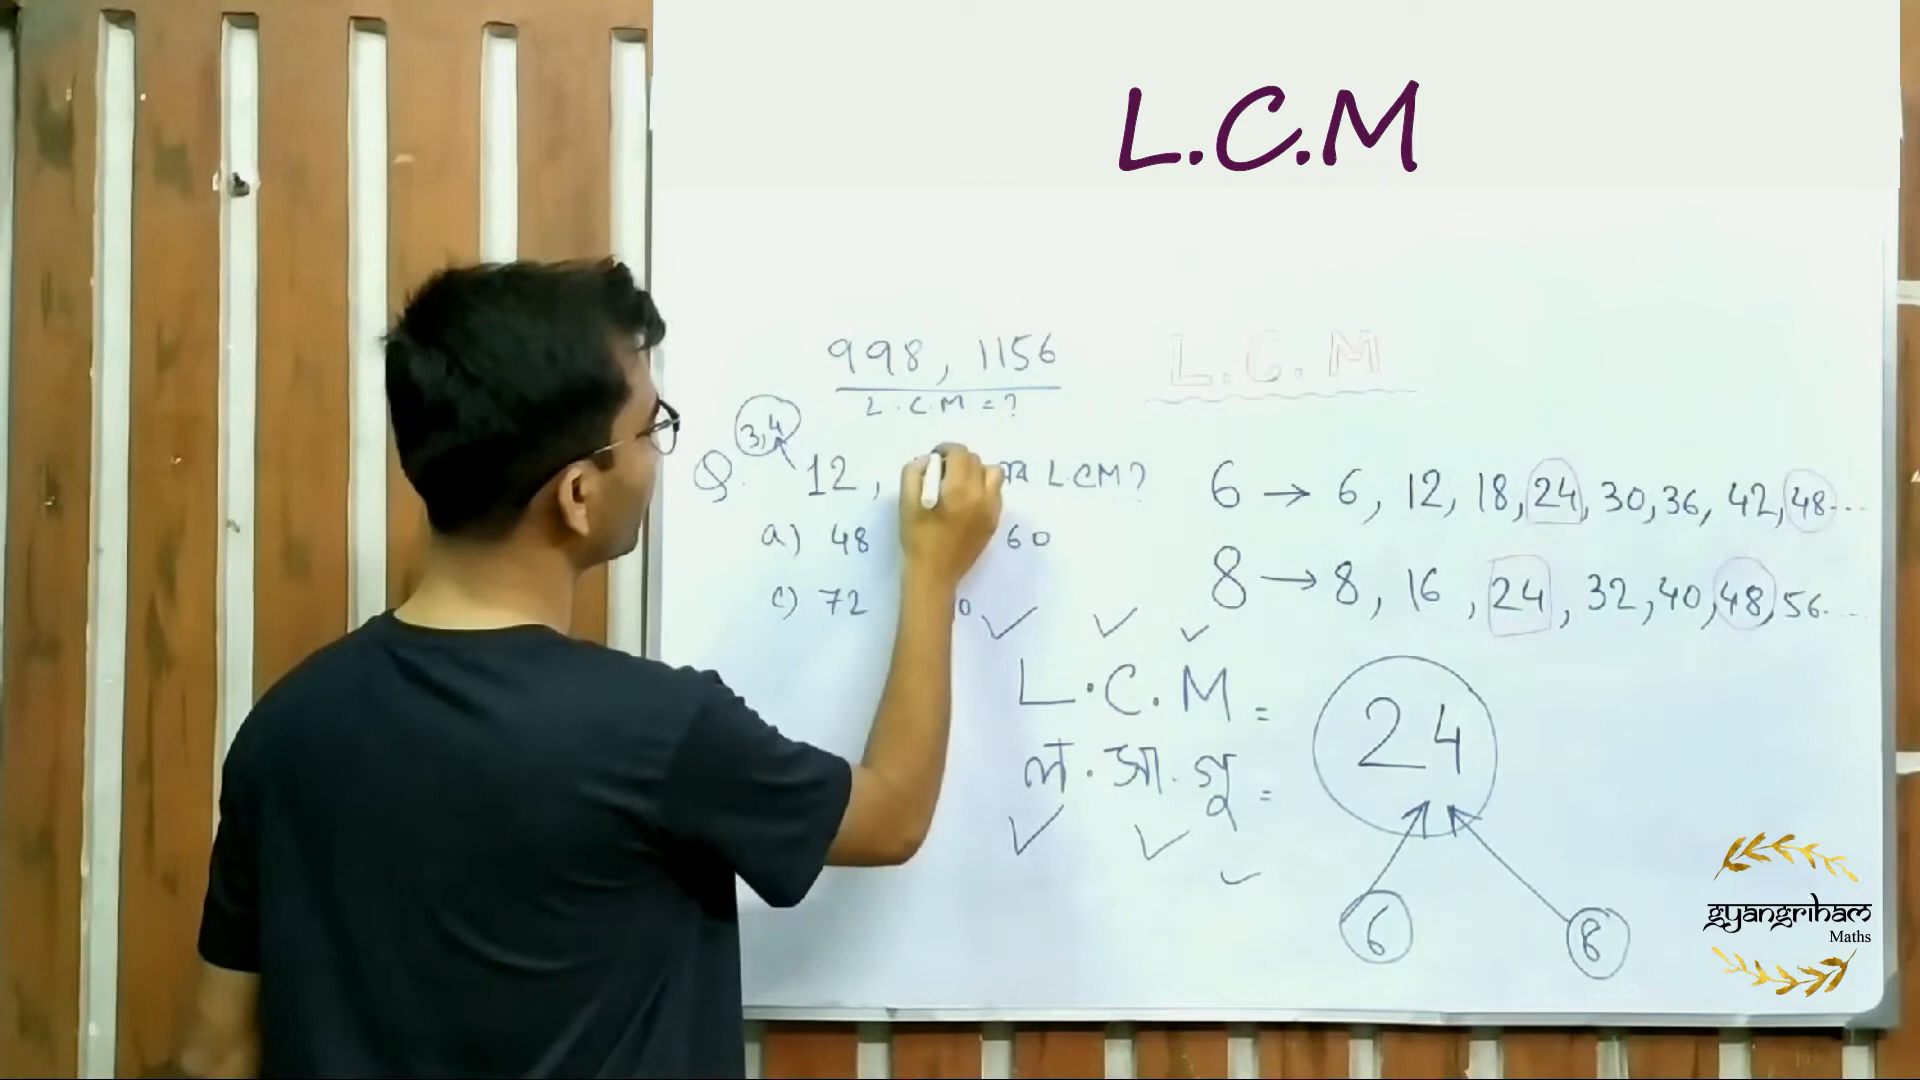 L.C.M
998, 1156
L.C.M = ?
L.C.M
3,4
Q. 12, LCM?
a) 48 60
c) 72
6 → 6, 12, 18, 24, 30, 36, 42, 48....
8 → 8, 16, 24, 32, 40, 48, 56.....
L.C.M = 24
ল.সা.গু =
6 8
gyangriham
Maths